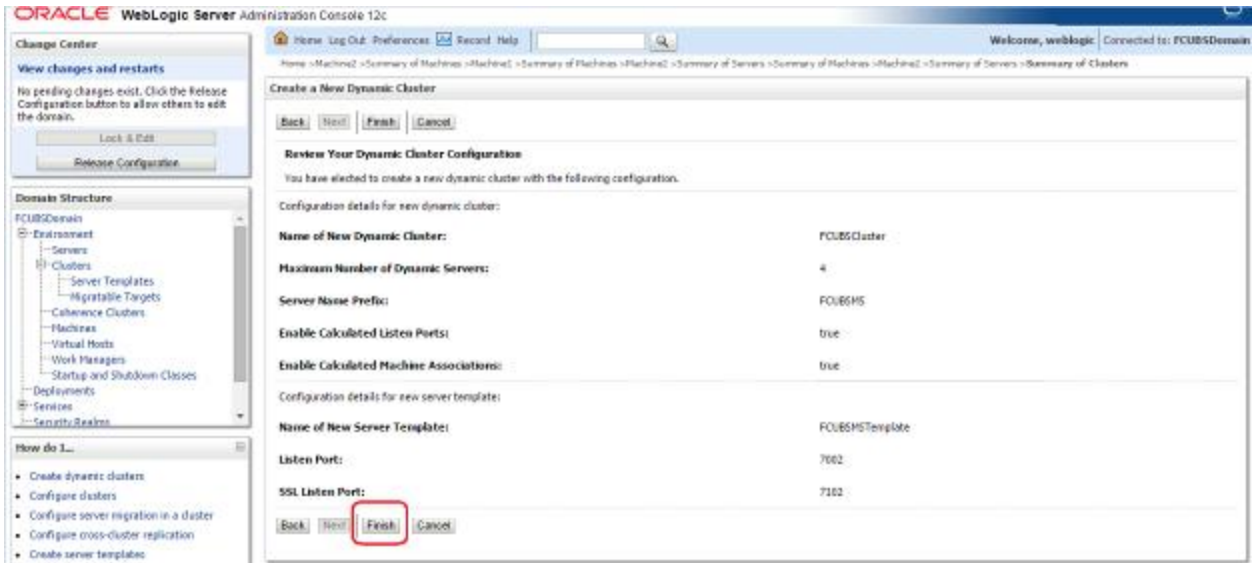 ORACLE WebLogic Server Administration Console 12c
Change Center
View changes and restarts
No pending changes exist. Click the Release
Configuration button to allow others to edit
the domain.
Lock & Edit
Release Configuration
Domain Structure
FCUBSDomain
Environment
Servers
Clusters
Server Templates
Migratable Targets
Coherence Clusters
Machines
Virtual Hosts
Work Managers
Startup and Shutdown Classes
Deployments
Services
Security Realms
How do I...
Create dynamic clusters
Configure clusters
Configure server migration in a cluster
Configure cross-cluster replication
Create server templates
Home Log Out Preferences Record Help
Welcome, weblogic Connected to: FCUBSDomain
Home >Machine2 >Summary of Machines >Machine1 >Summary of Machines >Machine2 >Summary of Servers >Summary of Machines >Machine2 >Summary of Servers >Summary of Clusters
Create a New Dynamic Cluster
Back Next Finish Cancel
Review Your Dynamic Cluster Configuration
You have elected to create a new dynamic cluster with the following configuration.
Configuration details for new dynamic cluster:
Name of New Dynamic Cluster: FCUBSCluster
Maximum Number of Dynamic Servers: 4
Server Name Prefix: FCUBSMS
Enable Calculated Listen Ports: true
Enable Calculated Machine Associations: true
Configuration details for new server template:
Name of New Server Template: FCUBSMSTemplate
Listen Port: 7002
SSL Listen Port: 7102
Back Next Finish Cancel